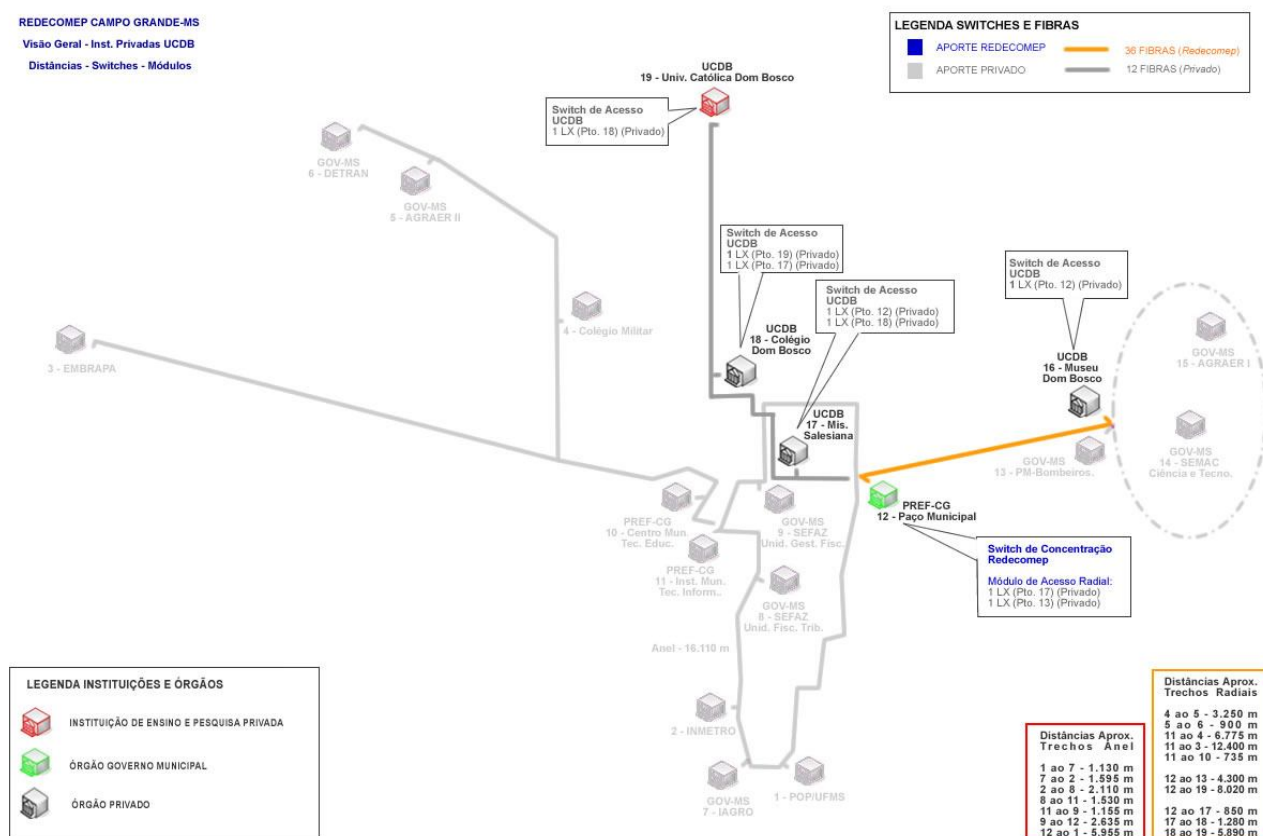 REDECOMEP CAMPO GRANDE-MS
Visão Geral - Inst. Privadas UCDB
Distâncias - Switches - Módulos
LEGENDA SWITCHES E FIBRAS
APORTE REDECOMEP
36 FIBRAS (Redecomep)
APORTE PRIVADO
12 FIBRAS (Privado)
UCDB
19 - Univ. Católica Dom Bosco
Switch de Acesso
UCDB
1 LX (Pto. 18) (Privado)
GOV-MS
6 - DETRAN
GOV-MS
5 - AGRAER II
Switch de Acesso
UCDB
1 LX (Pto. 19) (Privado)
1 LX (Pto. 17) (Privado)
Switch de Acesso
UCDB
1 LX (Pto. 12) (Privado)
1 LX (Pto. 18) (Privado)
Switch de Acesso
UCDB
1 LX (Pto. 12) (Privado)
4 - Colégio Militar
3 - EMBRAPA
UCDB
18 - Colégio
Dom Bosco
UCDB
16 - Museu
Dom Bosco
GOV-MS
15 - AGRAER I
UCDB
17 - Mis.
Salesiana
GOV-MS
14 - SEMAC
Ciência e Tecno.
GOV-MS
13 - PM-Bombeiros.
PREF-CG
12 - Paço Municipal
PREF-CG
10 - Centro Mun.
Tec. Educ.
GOV-MS
9 - SEFAZ
Unid. Gest. Fisc.
Switch de Concentração
Redecomep
Módulo de Acesso Radial:
1 LX (Pto. 17) (Privado)
1 LX (Pto. 13) (Privado)
PREF-CG
11 - Inst. Mun.
Tec. Inform..
GOV-MS
8 - SEFAZ
Unid. Fisc. Trib.
Anel - 16.110 m
2 - INMETRO
GOV-MS
7 - IAGRO
1 - POP/UFMS
LEGENDA INSTITUIÇÕES E ÓRGÃOS
INSTITUIÇÃO DE ENSINO E PESQUISA PRIVADA
ÓRGÃO GOVERNO MUNICIPAL
ÓRGÃO PRIVADO
Distâncias Aprox.
Trechos Anel
1 ao 7 - 1.130 m
7 ao 2 - 1.595 m
2 ao 8 - 2.110 m
8 ao 11 - 1.530 m
11 ao 9 - 1.155 m
9 ao 12 - 2.635 m
12 ao 1 - 5.955 m
Distâncias Aprox.
Trechos Radiais
4 ao 5 - 3.250 m
5 ao 6 - 900 m
11 ao 4 - 6.775 m
11 ao 3 - 12.400 m
11 ao 10 - 735 m
12 ao 13 - 4.300 m
12 ao 19 - 8.020 m
12 ao 17 - 850 m
17 ao 18 - 1.280 m
18 ao 19 - 5.890 m